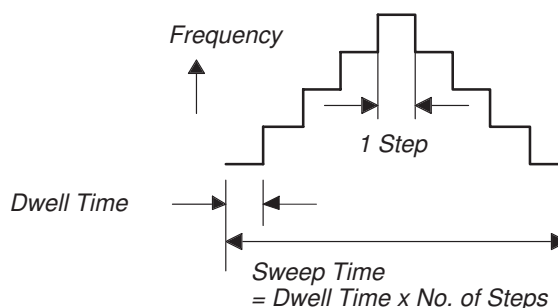 Frequency
1 Step
Dwell Time
Sweep Time
= Dwell Time x No. of Steps